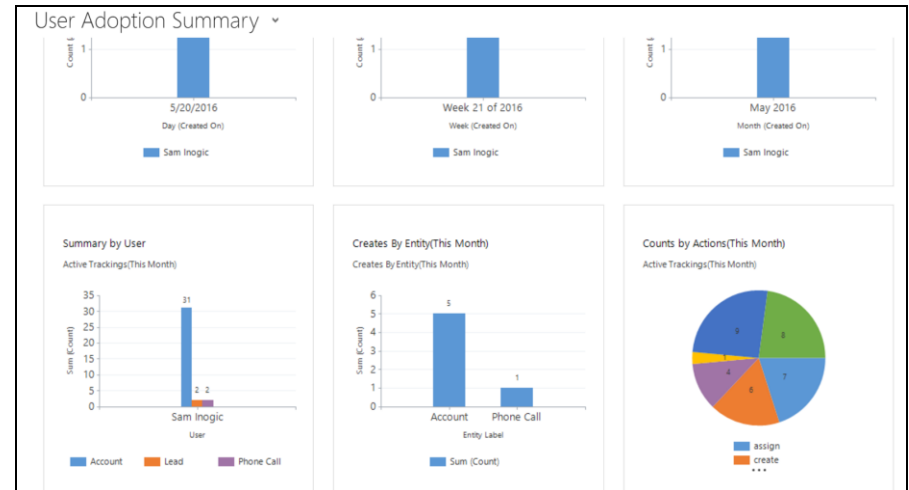 User Adoption Summary
Count (
1
0
5/20/2016
Day (Created On)
Sam Inogic
Count (
1
0
Week 21 of 2016
Week (Created On)
Sam Inogic
Count (
1
0
May 2016
Month (Created On)
Sam Inogic
Summary by User
Active Trackings(This Month)
Sum (Count)
35
30
25
20
15
10
5
0
31
2
2
Sam Inogic
User
Account
Lead
Phone Call
Creates By Entity(This Month)
Creates By Entity(This Month)
Sum (Count)
6
5
4
3
2
1
0
5
1
Account
Phone Call
Entity Label
Sum (Count)
Counts by Actions(This Month)
Active Trackings(This Month)
9
8
4
7
6
assign
create